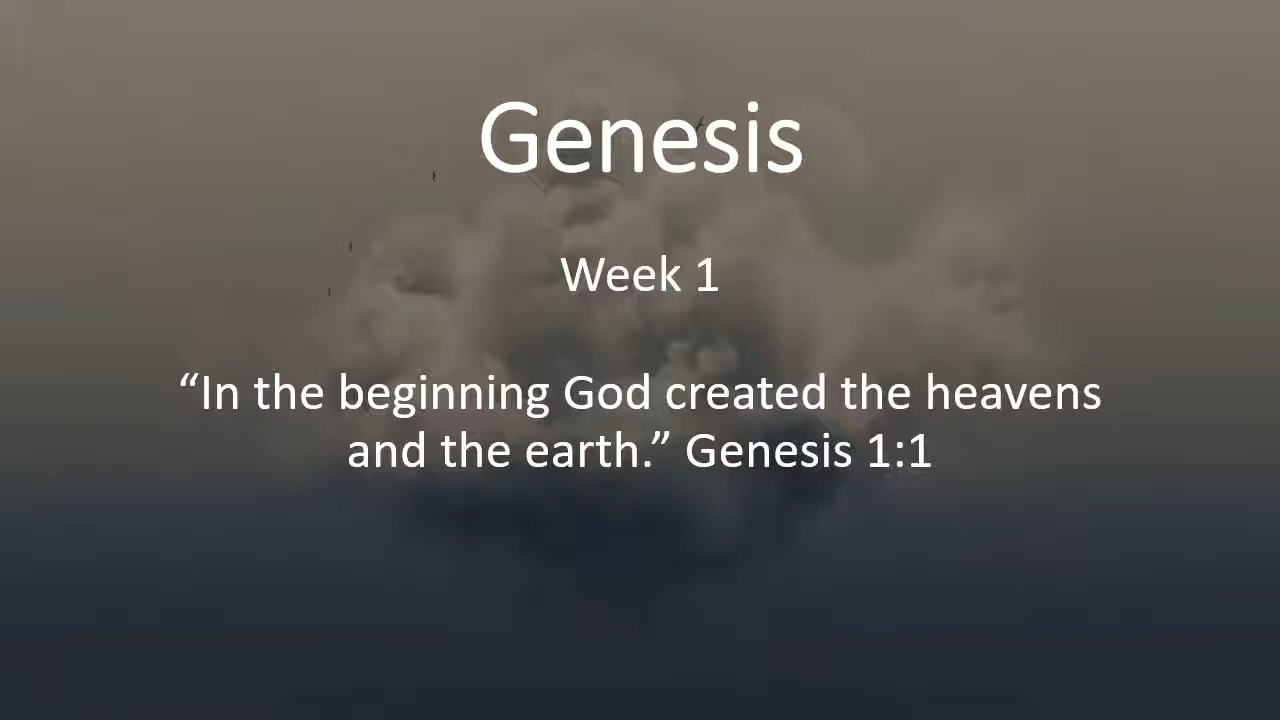 Genesis
Week 1
“In the beginning God created the heavens
and the earth.” Genesis 1:1